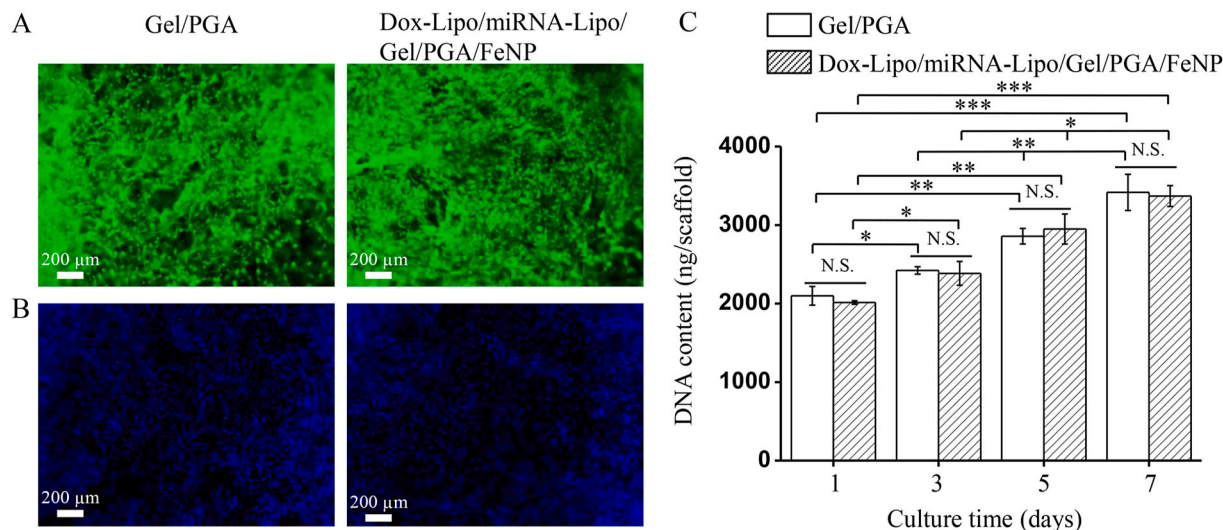 A
Gel/PGA
Dox-Lipo/miRNA-Lipo/
Gel/PGA/FeNP
200 µm
200 µm
B
200 µm
200 µm
C
Gel/PGA
Dox-Lipo/miRNA-Lipo/Gel/PGA/FeNP
***
***
*
**
N.S.
**
**
N.S.
*
*
N.S.
N.S.
DNA content (ng/scaffold)
4000
3000
2000
1000
0
1 3 5 7
Culture time (days)